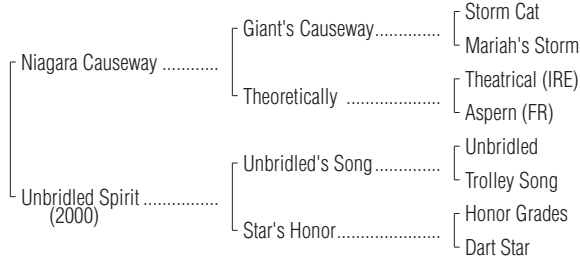 Storm Cat
Giant's Causeway...............
Mariah's Storm
Niagara Causeway ............
Theatrical (IRE)
Theoretically ....................
Aspern (FR)
Unbridled
Unbridled's Song..............
Trolley Song
Unbridled Spirit ................
(2000)
Honor Grades
Star's Honor......................
Dart Star